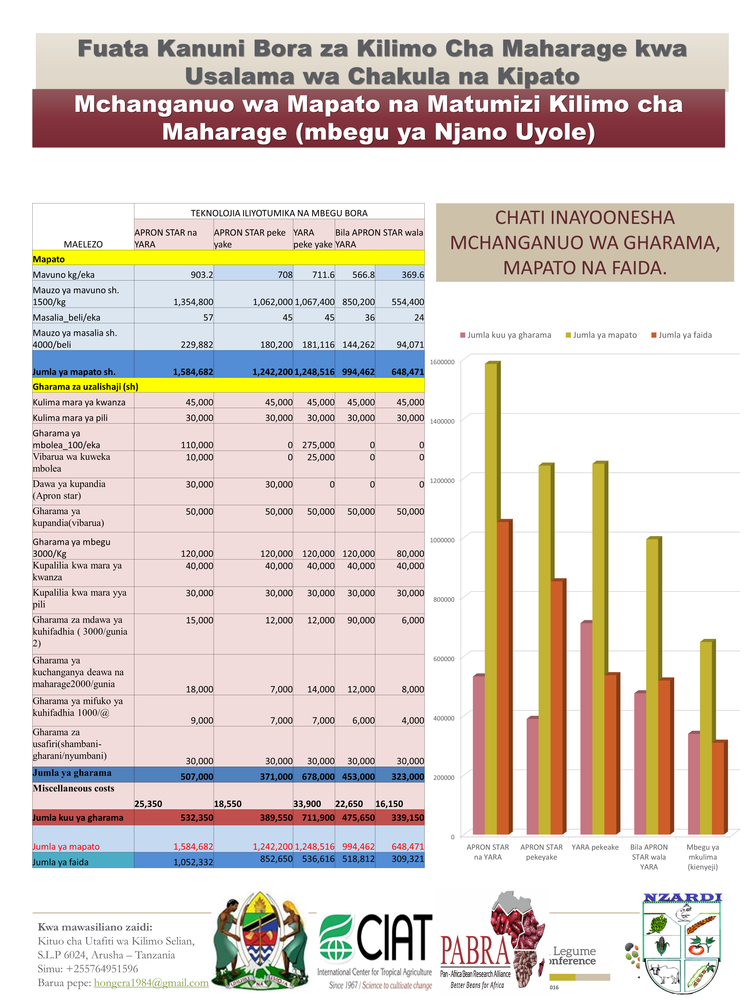 Fuata Kanuni Bora za Kilimo Cha Maharage kwa
Usalama wa Chakula na Kipato
Mchanganuo wa Mapato na Matumizi Kilimo cha
Maharage (mbegu ya Njano Uyole)
MAELEZO
TEKNOLOJIA ILIYOTUMIKA NA MBEGU BORA
APRON STAR na
YARA
APRON STAR peke
yake
YARA
peke yake
Bila APRON STAR wala
YARA
Mapato
Mavuno kg/eka 903.2 708 711.6 566.8 369.6
Mauzo ya mavuno sh.
1500/kg 1,354,800 1,062,000 1,067,400 850,200 554,400
Masalia_beli/eka 57 45 45 36 24
Mauzo ya masalia sh.
4000/beli 229,882 180,200 181,116 144,262 94,071
Jumla ya mapato sh. 1,584,682 1,242,200 1,248,516 994,462 648,471
Gharama za uzalishaji (sh)
Kulima mara ya kwanza 45,000 45,000 45,000 45,000 45,000
Kulima mara ya pili 30,000 30,000 30,000 30,000 30,000
Gharama ya
mbolea_100/eka 110,000 0 275,000 0 0
Vibarua wa kuweka 10,000 0 25,000 0 0
mbolea
Dawa ya kupandia 30,000 30,000 0 0 0
(Apron star)
Gharama ya 50,000 50,000 50,000 50,000 50,000
kupandia(vibarua)
Gharama ya mbegu
3000/Kg 120,000 120,000 120,000 120,000 80,000
Kupalilia kwa mara ya 40,000 40,000 40,000 40,000 40,000
kwanza
Kupalilia kwa mara yya 30,000 30,000 30,000 30,000 30,000
pili
Gharama za mdawa ya 15,000 12,000 12,000 90,000 6,000
kuhifadhia ( 3000/gunia
2)
Gharama ya
kuchanganya deawa na
maharage2000/gunia 18,000 7,000 14,000 12,000 8,000
Gharama ya mifuko ya
kuhifadhia 1000/@ 9,000 7,000 7,000 6,000 4,000
Gharama za
usafiri(shambani-
gharani/nyumbani) 30,000 30,000 30,000 30,000 30,000
Jumla ya gharama 507,000 371,000 678,000 453,000 323,000
Miscellaneous costs
25,350 18,550 33,900 22,650 16,150
Jumla kuu ya gharama 532,350 389,550 711,900 475,650 339,150
Jumla ya mapato 1,584,682 1,242,200 1,248,516 994,462 648,471
Jumla ya faida 1,052,332 852,650 536,616 518,812 309,321
CHATI INAYOONESHA
MCHANGANUO WA GHARAMA,
MAPATO NA FAIDA.
Jumla kuu ya gharama Jumla ya mapato Jumla ya faida
1600000
1400000
1200000
1000000
800000
600000
400000
200000
0
APRON STAR
na YARA
APRON STAR
pekeyake
YARA pekeake
Bila APRON
STAR wala
YARA
Mbegu ya
mkulima
(kienyeji)
Kwa mawasiliano zaidi:
Kituo cha Utafiti wa Kilimo Selian,
S.L.P 6024, Arusha – Tanzania
Simu: +255764951596
Barua pepe: hongera1984@gmail.com
UHURU NA UMOJA
CIAT
International Center for Tropical Agriculture
Since 1967 / Science to cultivate change
PABRA
Pan - Africa Bean Research Alliance
Better Beans for Africa
Legume
onference
016
NZARDI